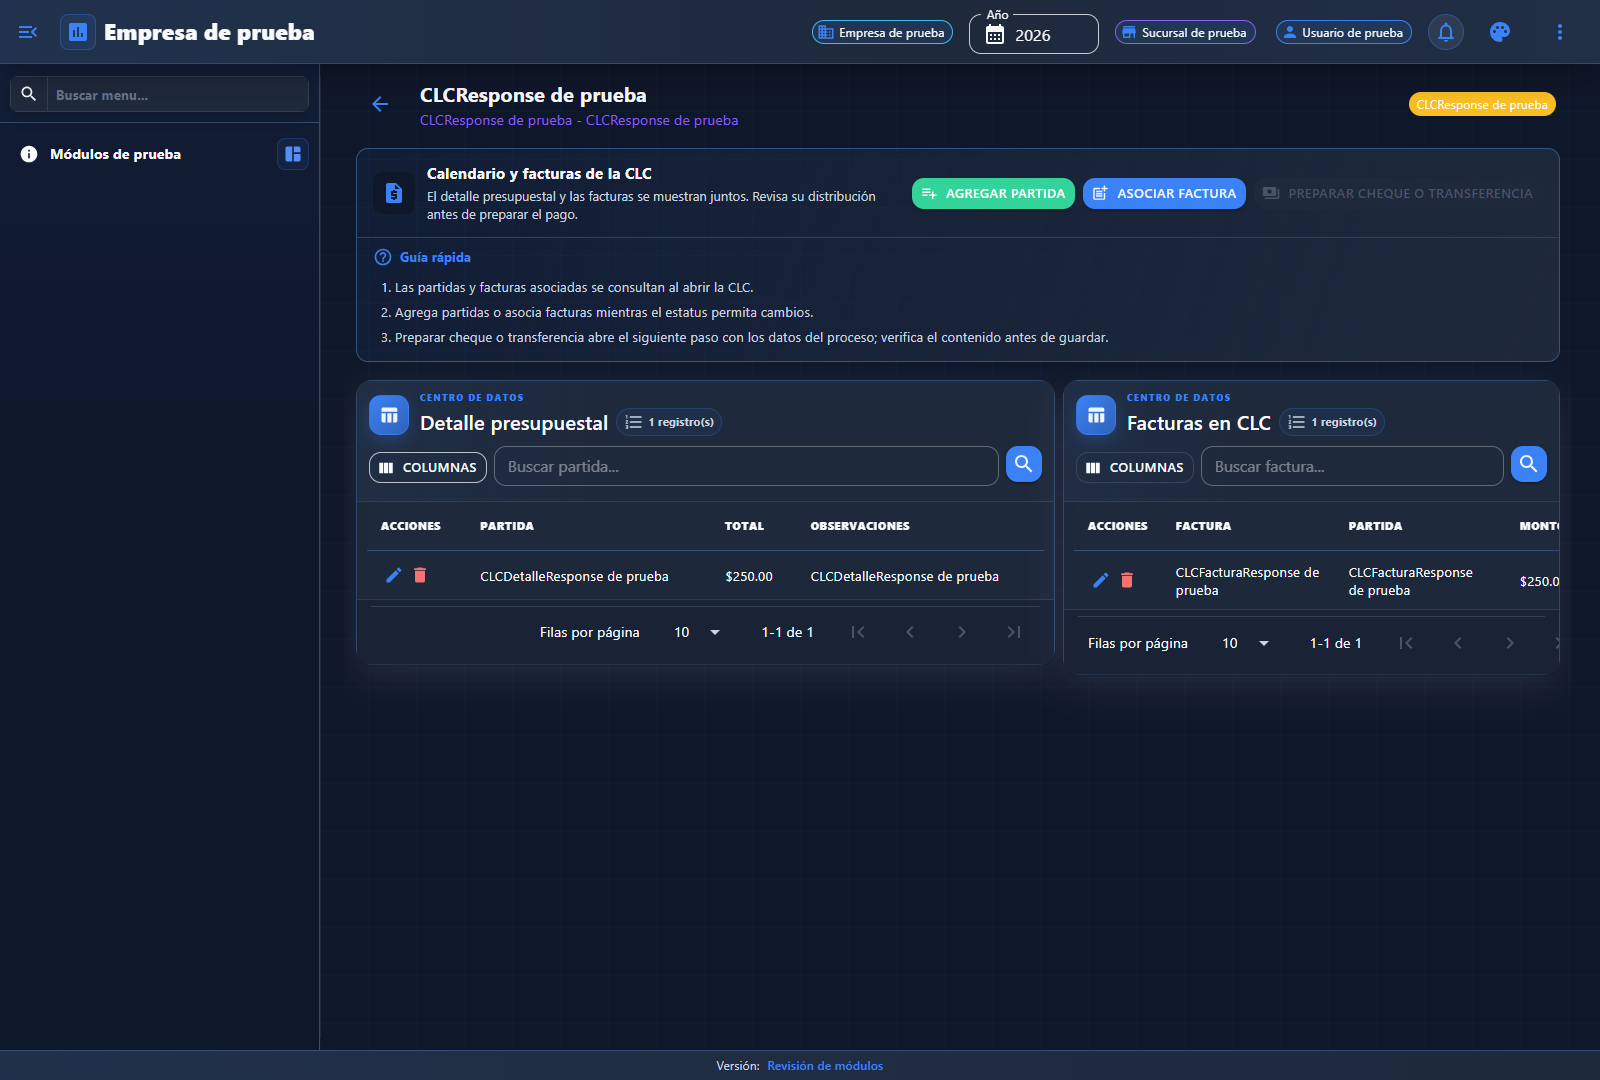 Empresa de prueba
Empresa de prueba
Año
2026
Sucursal de prueba
Usuario de prueba
Buscar menu...
Módulos de prueba
CLCResponse de prueba
CLCResponse de prueba - CLCResponse de prueba
CLCResponse de prueba
Calendario y facturas de la CLC
El detalle presupuestal y las facturas se muestran juntos. Revisa su distribución
antes de preparar el pago.
AGREGAR PARTIDA
ASOCIAR FACTURA
PREPARAR CHEQUE O TRANSFERENCIA
Guía rápida
1. Las partidas y facturas asociadas se consultan al abrir la CLC.
2. Agrega partidas o asocia facturas mientras el estatus permita cambios.
3. Preparar cheque o transferencia abre el siguiente paso con los datos del proceso; verifica el contenido antes de guardar.
CENTRO DE DATOS
Detalle presupuestal
1 registro(s)
COLUMNAS
Buscar partida...
ACCIONES PARTIDA TOTAL OBSERVACIONES
CLCDetalleResponse de prueba $250.00 CLCDetalleResponse de prueba
Filas por página 10 1-1 de 1
CENTRO DE DATOS
Facturas en CLC
1 registro(s)
COLUMNAS
Buscar factura...
ACCIONES FACTURA PARTIDA MONT
CLCFacturaResponse de prueba
CLCFacturaResponse de prueba
$250.0
Filas por página 10 1-1 de 1
Versión: Revisión de módulos